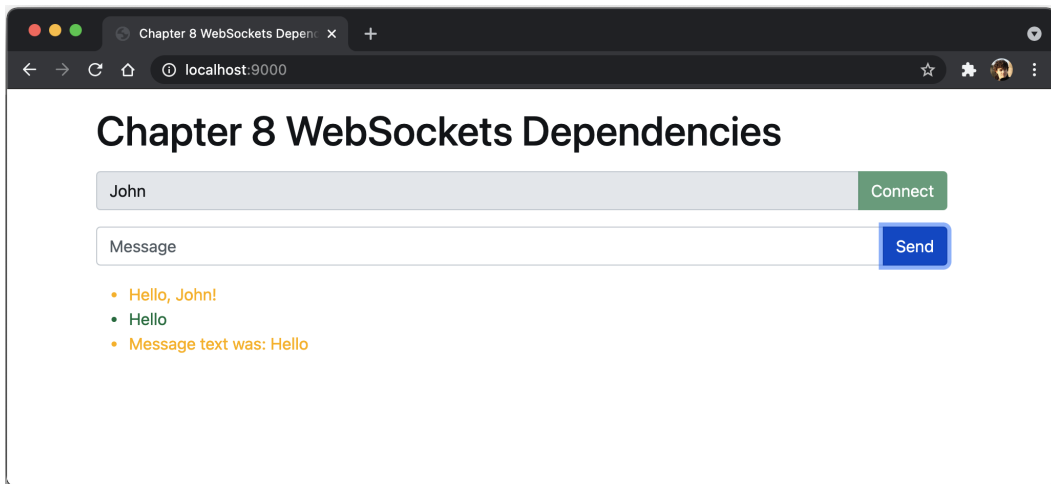 Chapter 8 WebSockets Depend
localhost:9000
Chapter 8 WebSockets Dependencies
John
Connect
Message
Send
• Hello, John!
• Hello
• Message text was: Hello